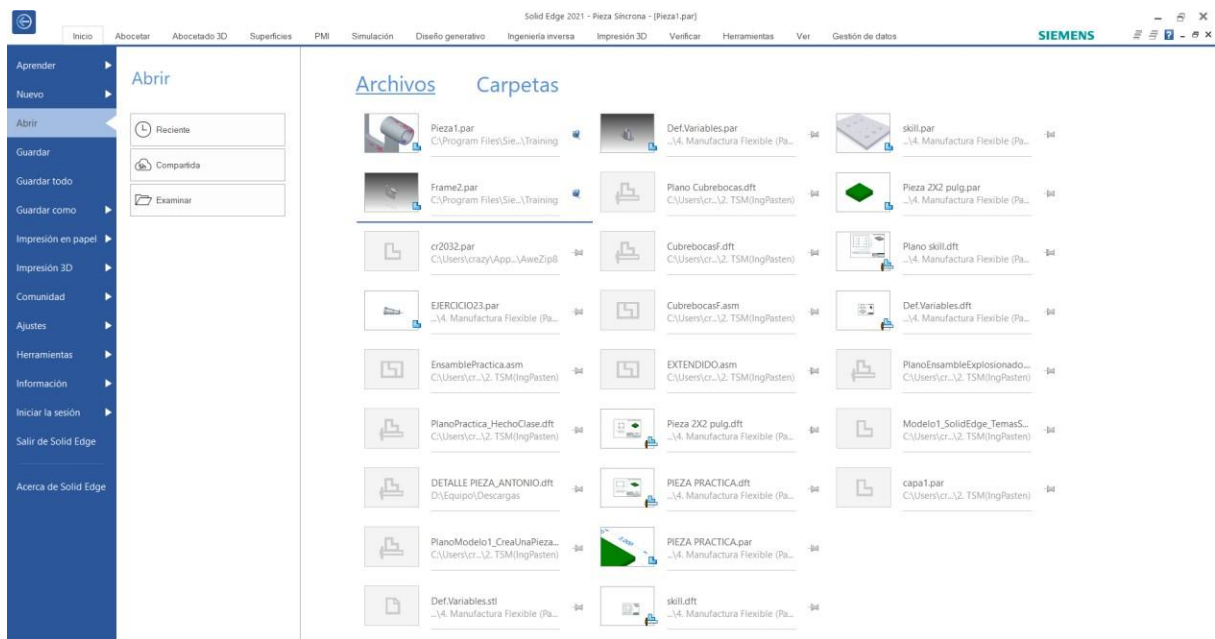 Solid Edge 2021 - Pieza Síncrona - [Pieza1.par]
Inicio Abocetar Abocetado 3D Superficies PMI Simulación Diseño generativo Ingeniería inversa Impresión 3D Verificar Herramientas Ver Gestión de datos SIEMENS
Aprender
Nuevo
Abrir
Guardar
Guardar todo
Guardar como
Impresión en papel
Impresión 3D
Comunidad
Ajustes
Herramientas
Información
Iniciar la sesión
Salir de Solid Edge
Acerca de Solid Edge
Abrir
Reciente
Compartida
Examinar
Archivos Carpetas
Pieza1.par
C:\Program Files\Sie...\Training
Frame2.par
C:\Program Files\Sie...\Training
cr2032.par
C:\Users\crazy\App...\AweZip8
EJERCICIO23.par
...\4. Manufactura Flexible (Pa...
EnsamblePractica.asm
C:\Users\cr...\2. TSM(IngPasten)
PlanoPractica_HechoClase.dft
C:\Users\cr...\2. TSM(IngPasten)
DETALLE PIEZA_ANTONIO.dft
D:\Equipo\Descargas
PlanoModelo1_CreaUnaPieza...
C:\Users\cr...\2. TSM(IngPasten)
Def.Variables.stl
...\4. Manufactura Flexible (Pa...
Def.Variables.par
...\4. Manufactura Flexible (Pa...
Plano Cubrebocas.dft
C:\Users\cr...\2. TSM(IngPasten)
CubrebocasF.dft
C:\Users\cr...\2. TSM(IngPasten)
CubrebocasF.asm
C:\Users\cr...\2. TSM(IngPasten)
EXTENDIDO.asm
C:\Users\cr...\2. TSM(IngPasten)
Pieza 2X2 pulg.dft
...\4. Manufactura Flexible (Pa...
PIEZA PRACTICA.dft
...\4. Manufactura Flexible (Pa...
PIEZA PRACTICA.par
...\4. Manufactura Flexible (Pa...
skill.dft
...\4. Manufactura Flexible (Pa...
skill.par
...\4. Manufactura Flexible (Pa...
Pieza 2X2 pulg.par
...\4. Manufactura Flexible (Pa...
Plano skill.dft
...\4. Manufactura Flexible (Pa...
Def.Variables.dft
...\4. Manufactura Flexible (Pa...
PlanoEnsambleExplosionado...
C:\Users\cr...\2. TSM(IngPasten)
Modelo1_SolidEdge_TemasS...
C:\Users\cr...\2. TSM(IngPasten)
capa1.par
C:\Users\cr...\2. TSM(IngPasten)